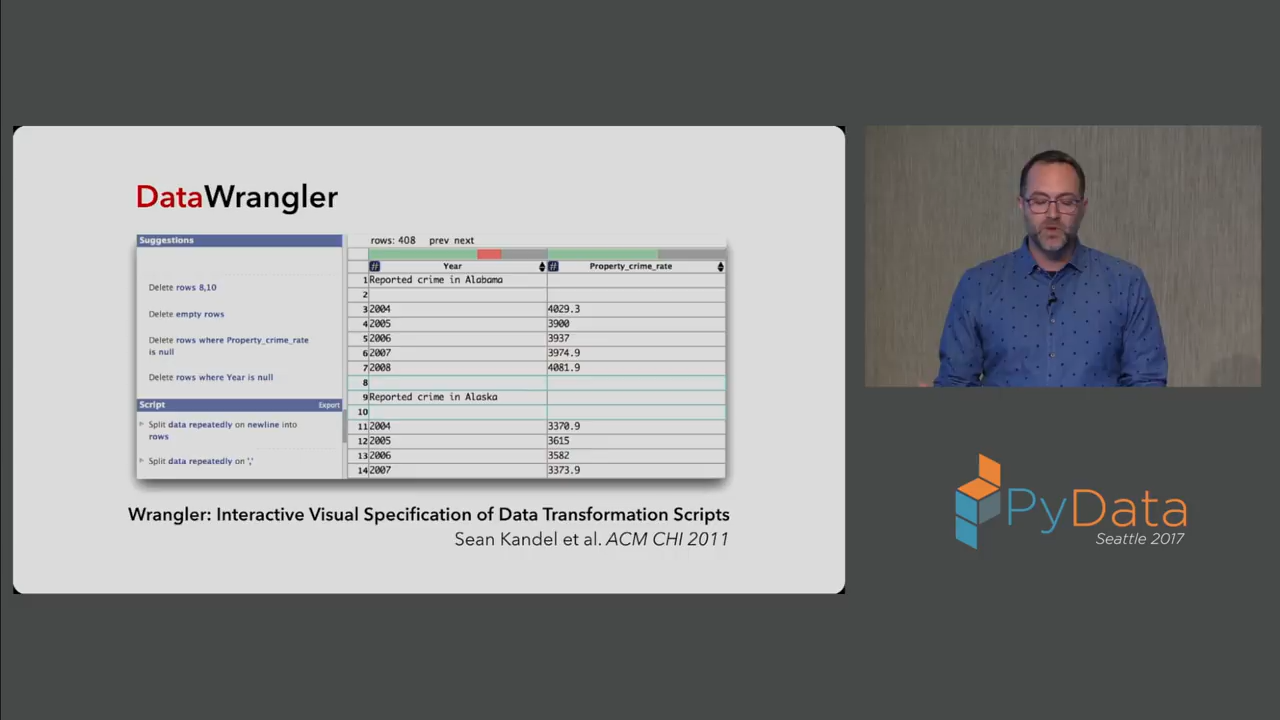 DataWrangler
Suggestions
Delete rows 8,10
Delete empty rows
Delete rows where Property_crime_rate
is null
Delete rows where Year is null
Script Export
Split data repeatedly on newline into
rows
Split data repeatedly on ','
rows: 408 prev next
# Year # Property_crime_rate
1 Reported crime in Alabama
2
3 2004 4029.3
4 2005 3900
5 2006 3937
6 2007 3974.9
7 2008 4081.9
8
9 Reported crime in Alaska
10
11 2004 3370.9
12 2005 3615
13 2006 3582
14 2007 3373.9
Wrangler: Interactive Visual Specification of Data Transformation Scripts
Sean Kandel et al. ACM CHI 2011
PyData
Seattle 2017